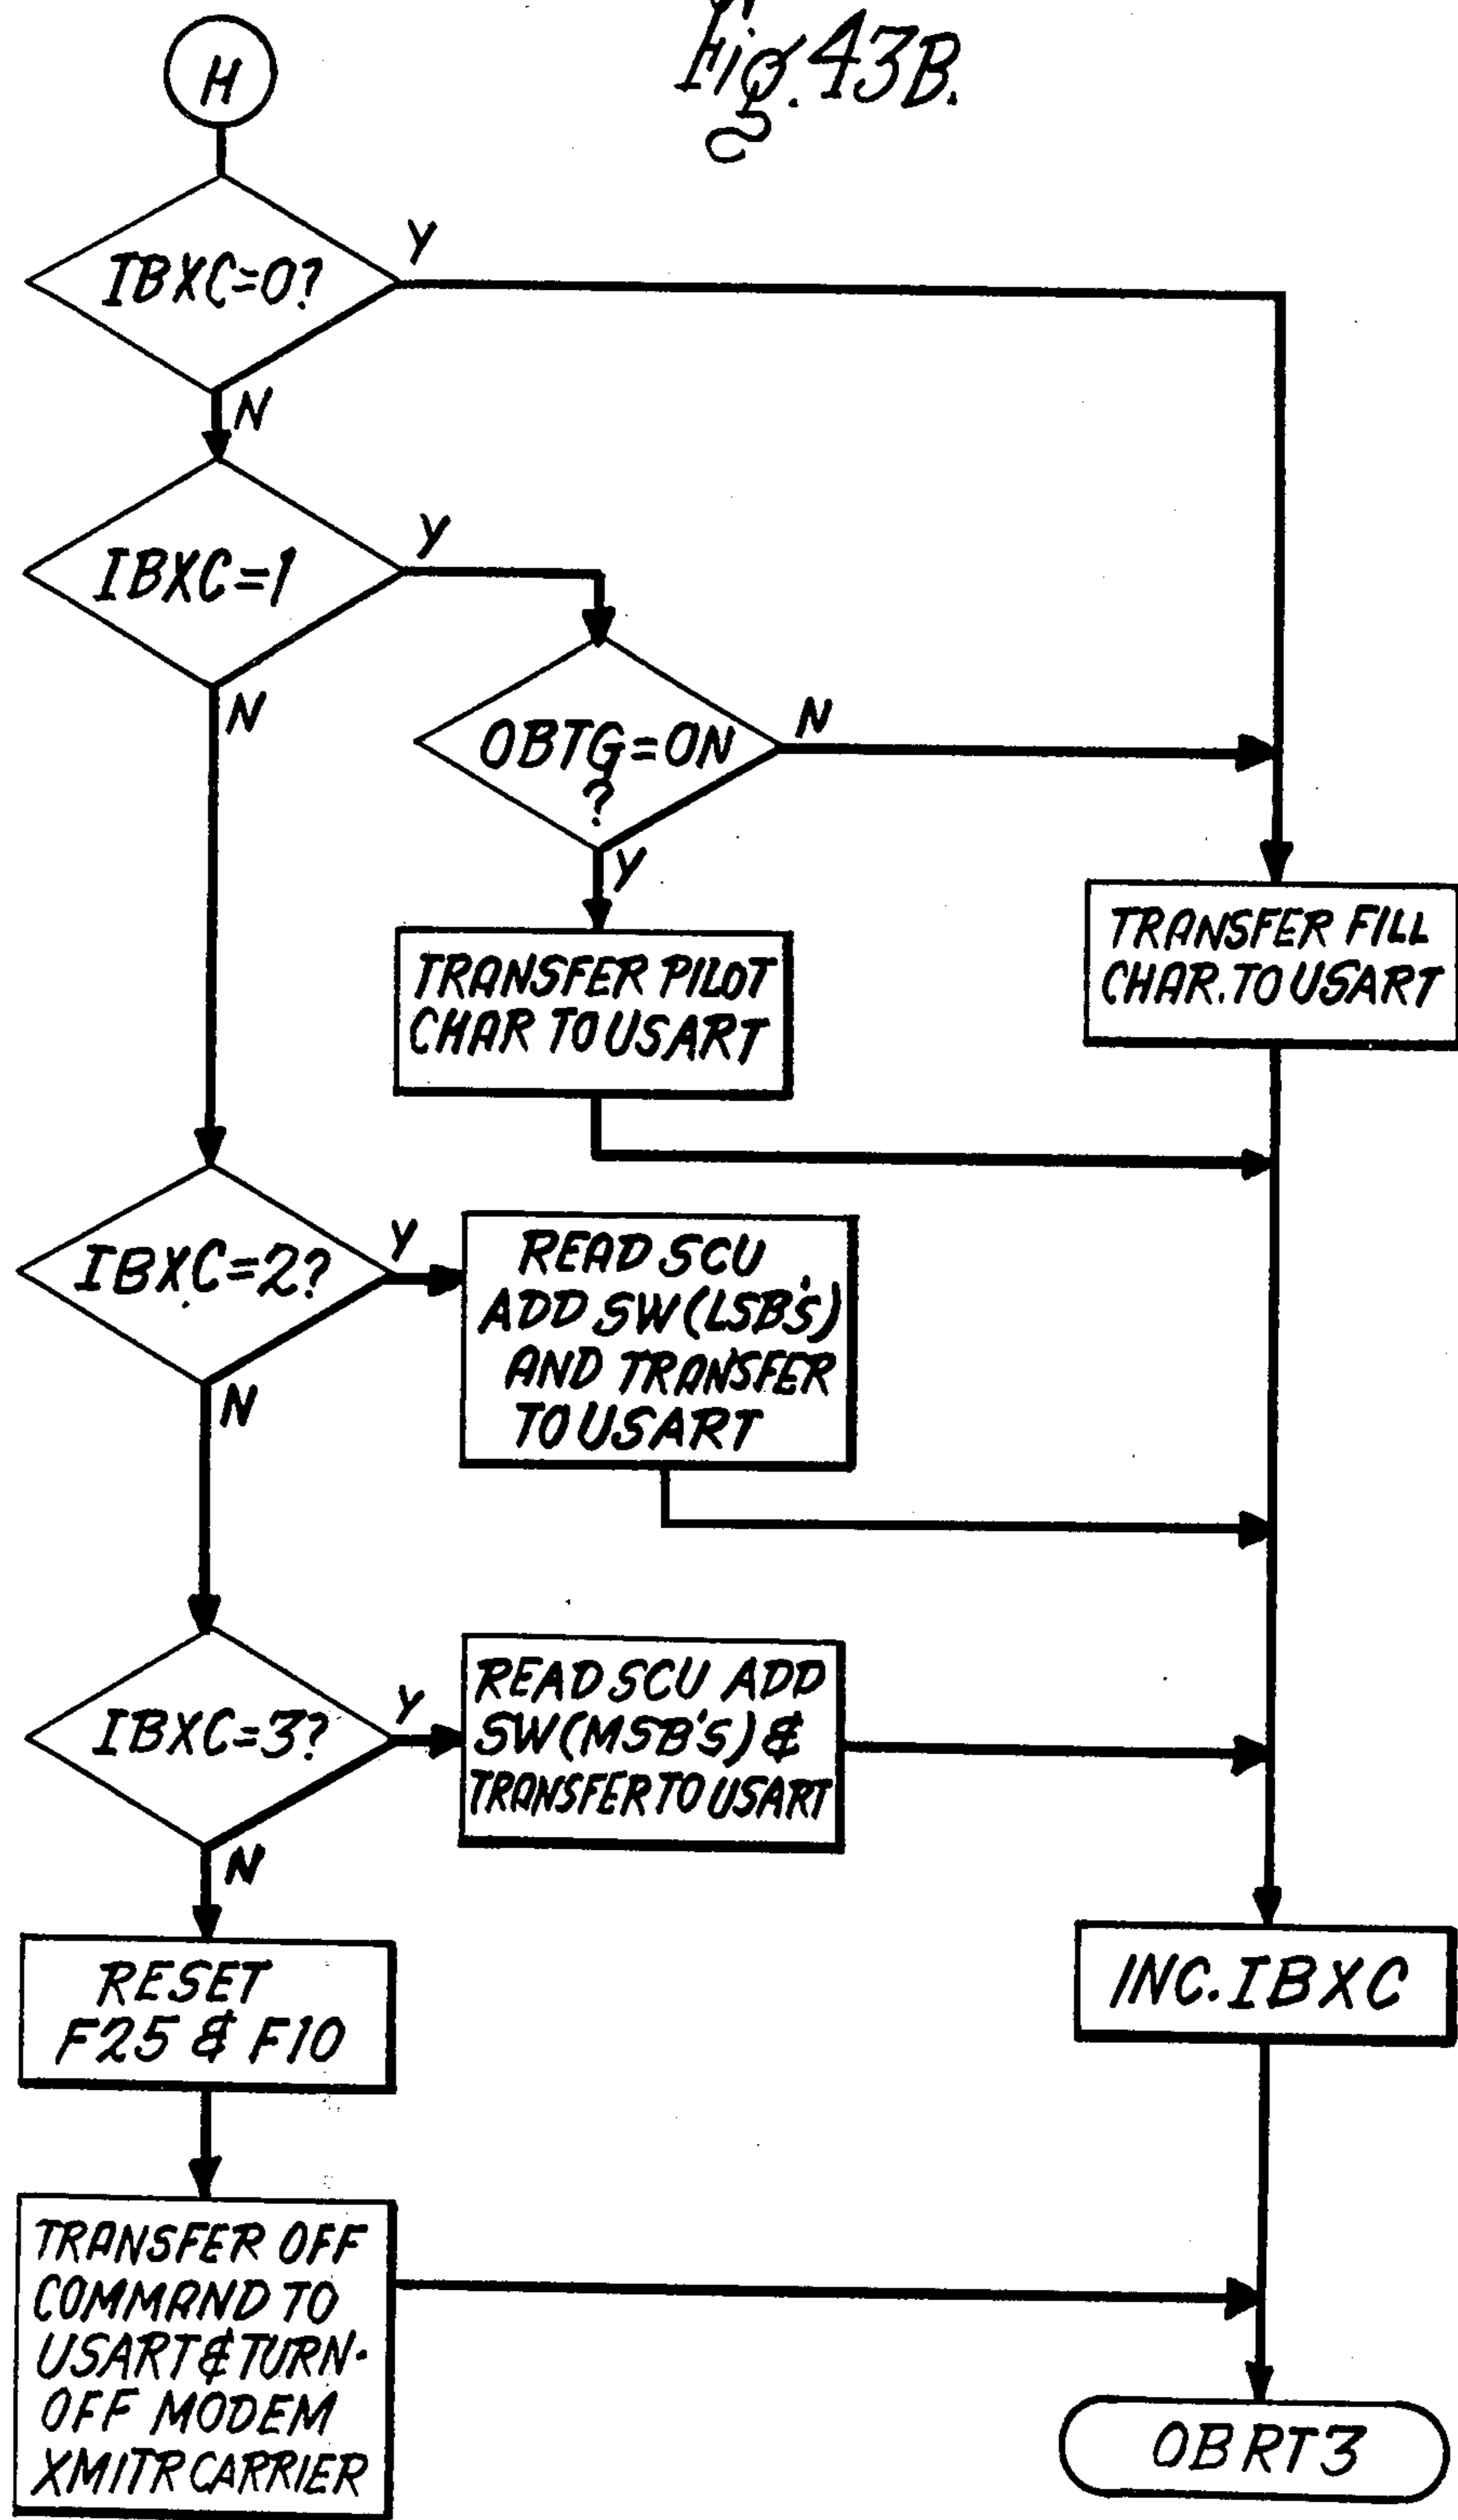 Fig. 43B.
H
IBXC=0?
Y
N
IBXC=1
Y
N
OBTG=ON
?
N
Y
TRANSFER PILOT
CHAR TO USART
TRANSFER FILL
CHAR. TO USART
IBXC=2?
Y
N
READ SCU
ADD SW(LSB'S)
AND TRANSFER
TO USART
IBXC=3?
Y
N
READ SCU ADD
SW(MSB'S) &
TRANSFER TO USART
RESET
F25 & F10
INC. IBXC
TRANSFER OFF
COMMAND TO
USART & TURN-
OFF MODEM
XMITR CARRIER
OBRT3